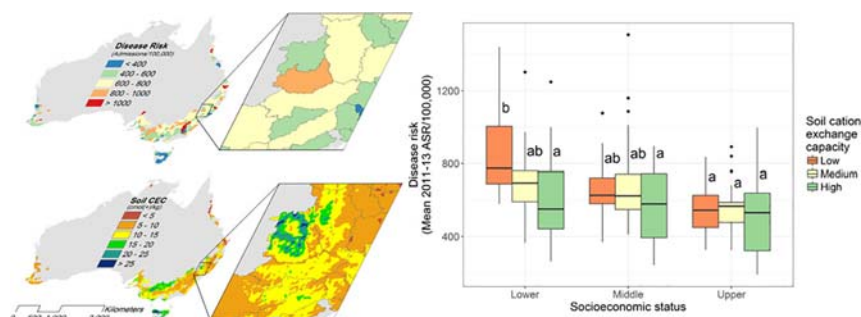 Disease Risk
(Admissions/100,000)
< 400
400 - 600
600 - 800
800 - 1000
> 1000
Soil CEC
(cmol(+)/kg)
< 5
5 - 10
10 - 15
15 - 20
20 - 25
> 25
Kilometers
Disease risk
(Mean 2011-13 ASR/100,000)
1200
800
400
b
ab
a
ab
ab
a
a
a
a
Lower
Middle
Upper
Socioeconomic status
Soil cation
exchange
capacity
Low
Medium
High